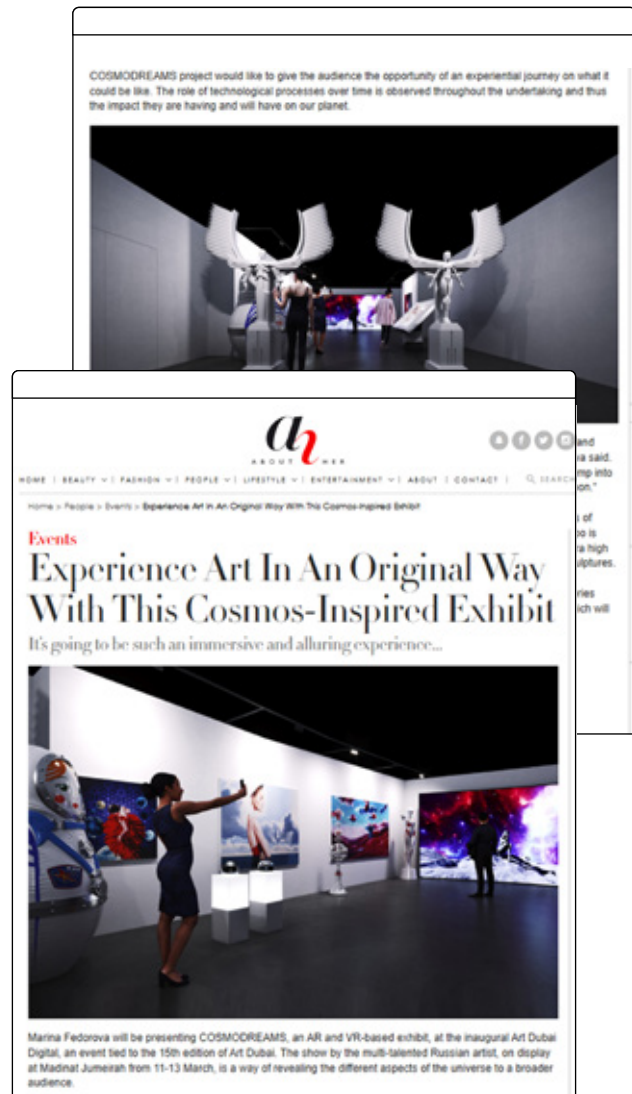 COSMODREAMS project would like to give the audience the opportunity of an experiential journey on what it
could be like. The role of technological processes over time is observed throughout the undertaking and thus
the impact they are having and will have on our planet.
and
va said.
mp into
on."
of
oo is
ra high
ulptures.
ries
ich will
ah
ABOUT HER
HOME | BEAUTY | FASHION | PEOPLE | LIFESTYLE | ENTERTAINMENT | ABOUT | CONTACT | SEARCH
Home > People > Events > Experience Art In An Original Way With This Cosmos-Inspired Exhibit
Events
Experience Art In An Original Way
With This Cosmos-Inspired Exhibit
It's going to be such an immersive and alluring experience...
Marina Fedorova will be presenting COSMODREAMS, an AR and VR-based exhibit, at the inaugural Art Dubai
Digital, an event tied to the 15th edition of Art Dubai. The show by the multi-talented Russian artist, on display
at Madinat Jumeirah from 11-13 March, is a way of revealing the different aspects of the universe to a broader
audience.